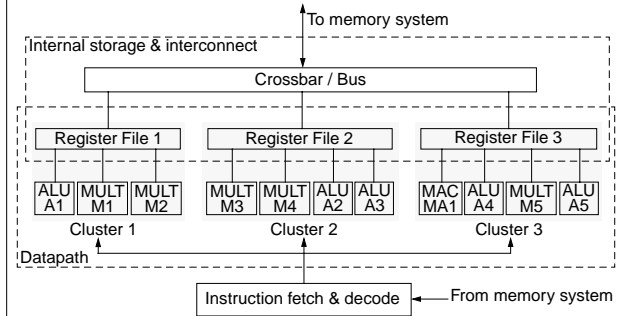 To memory system
Internal storage & interconnect
Crossbar / Bus
Register File 1
Register File 2
Register File 3
ALU A1
MULT M1
MULT M2
MULT M3
MULT M4
ALU A2
ALU A3
MAC MA1
ALU A4
MULT M5
ALU A5
Cluster 1
Cluster 2
Cluster 3
Datapath
Instruction fetch & decode
From memory system